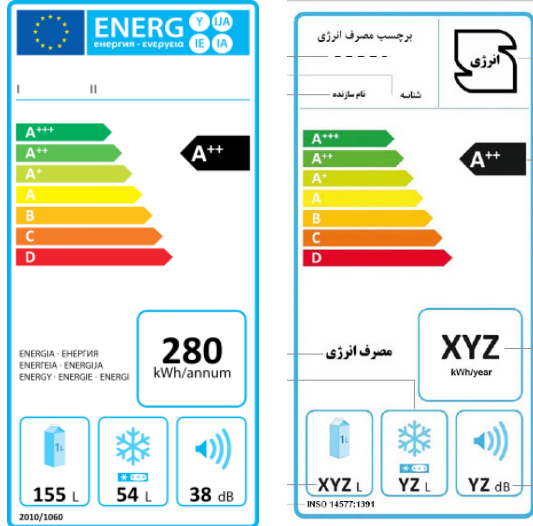 ENERG Y IJA
енергия · ενεργεια IE IA
I II
A+++
A++
A+
A
B
C
D
A++
ENERGIA · ЕНЕРГИЯ
ΕΝΕΡΓΕΙΑ · ENERGIJA
ENERGY · ENERGIE · ENERGI
280
kWh/annum
1L
155 L
54 L
38 dB
2010/1060
برچسب مصرف انرژی
انرژی
شناسه
نام سازنده
A+++
A++
A+
A
B
C
D
A++
مصرف انرژی
XYZ
kWh/year
1L
XYZ L
YZ L
YZ dB
INSO 14577:1391